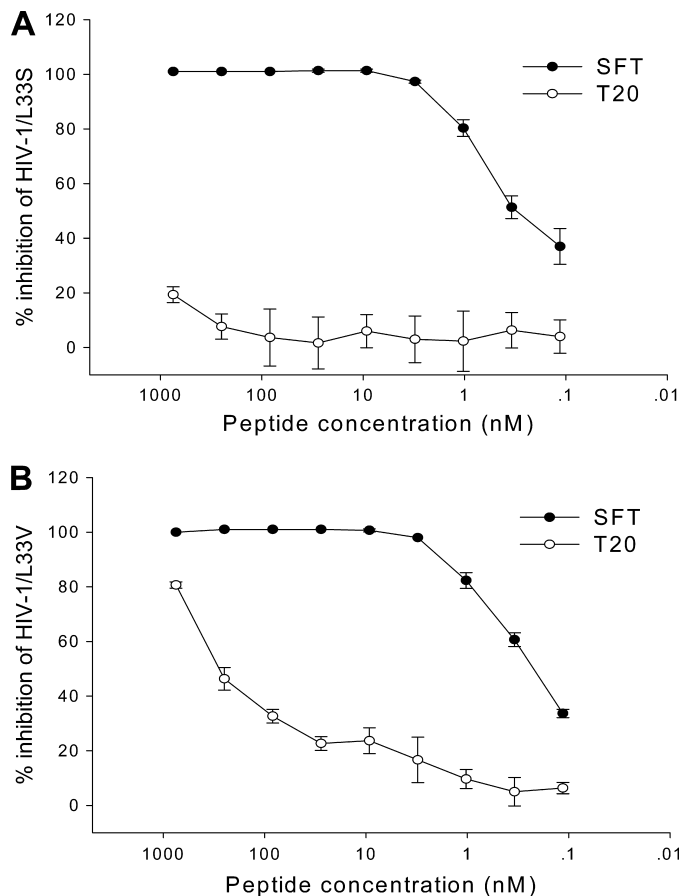 A
120
100
80
60
40
20
0
% inhibition of HIV-1/L33S
SFT
T20
1000 100 10 1 .1 .01
Peptide concentration (nM)
B
120
100
80
60
40
20
0
% inhibition of HIV-1/L33V
SFT
T20
1000 100 10 1 .1 .01
Peptide concentration (nM)